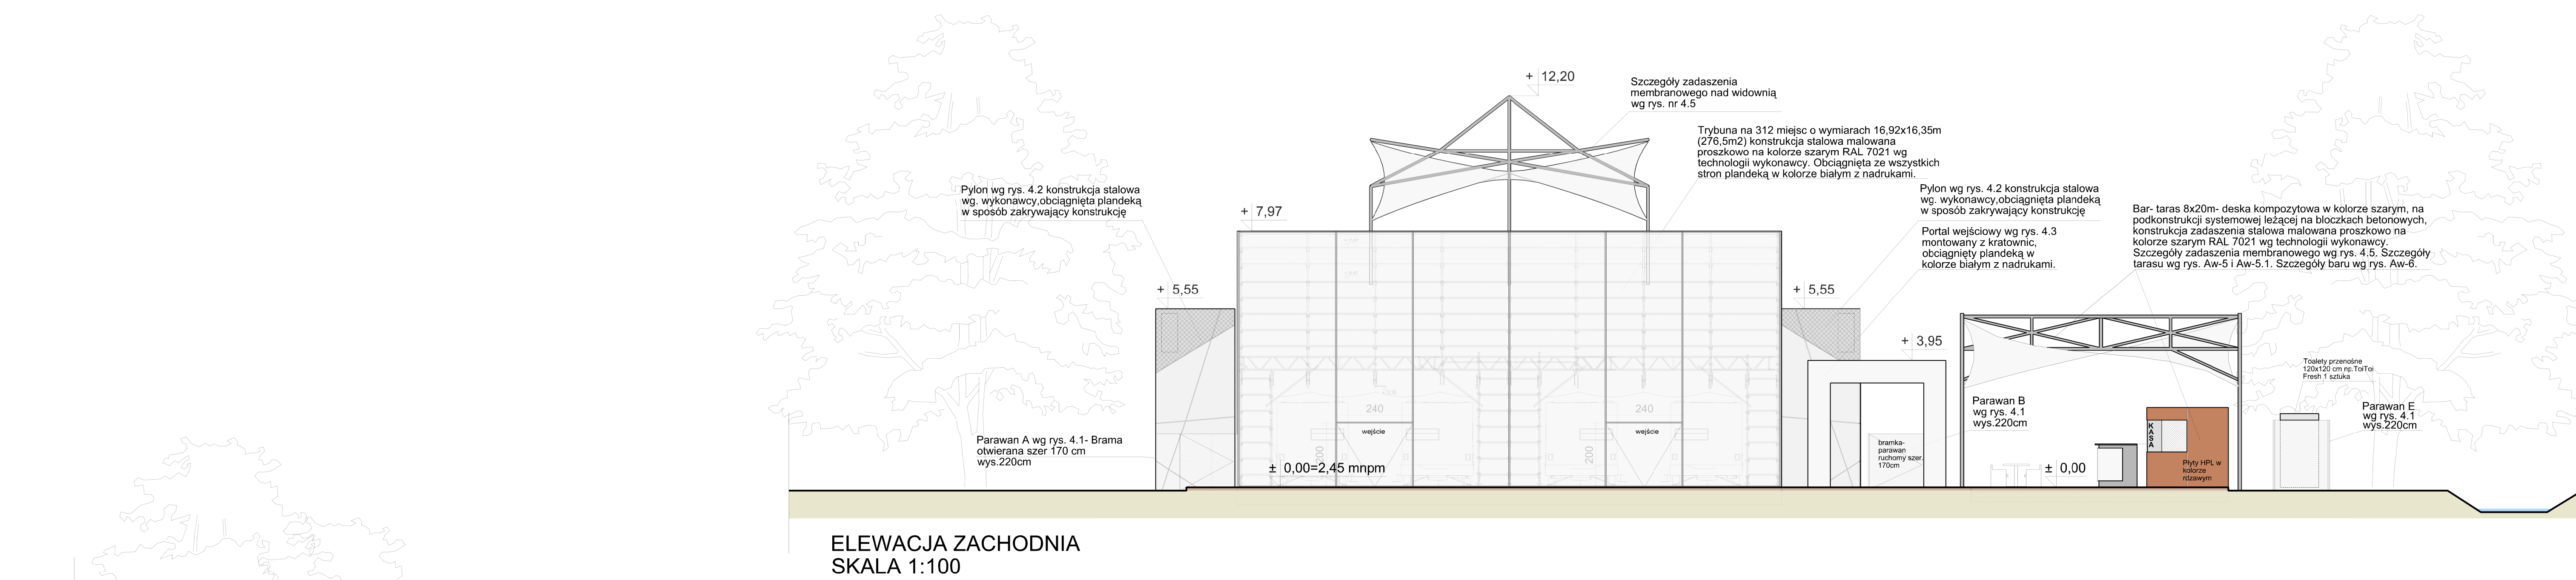 + 12,20
Szczegóły zadaszenia
membranowego nad widownią
wg rys. nr 4.5
Trybuna na 312 miejsc o wymiarach 16,92x16,35m
(276,5m2) konstrukcja stalowa malowana
proszkowo na kolorze szarym RAL 7021 wg
technologii wykonawcy. Obciągnięta ze wszystkich
stron plandeką w kolorze białym z nadrukami.
Pylon wg rys. 4.2 konstrukcja stalowa
wg. wykonawcy,obciągnięta plandeką
w sposób zakrywający konstrukcję
+ 7,97
Pylon wg rys. 4.2 konstrukcja stalowa
wg. wykonawcy,obciągnięta plandeką
w sposób zakrywający konstrukcję
Portal wejściowy wg rys. 4.3
montowany z kratownic,
obciągnięty plandeką w
kolorze białym z nadrukami.
Bar- taras 8x20m- deska kompozytowa w kolorze szarym, na
podkonstrukcji systemowej leżącej na bloczkach betonowych,
konstrukcja zadaszenia stalowa malowana proszkowo na
kolorze szarym RAL 7021 wg technologii wykonawcy.
Szczegóły zadaszenia membranowego wg rys. 4.5. Szczegóły
tarasu wg rys. Aw-5 i Aw-5.1. Szczegóły baru wg rys. Aw-6.
+ 5,55
+ 5,55
+ 3,95
Toalety przenośne
120x120 cm np.ToiToi
Fresh 1 sztuka
Parawan B
wg rys. 4.1
wys.220cm
Parawan E
wg rys. 4.1
wys.220cm
240
240
wejście
wejście
200
200
Parawan A wg rys. 4.1- Brama
otwierana szer 170 cm
wys.220cm
± 0,00=2,45 mnpm
bramka-
parawan
ruchomy szer.
170cm
± 0,00
KASA
Płyty HPL w
kolorze
rdzawym
ELEWACJA ZACHODNIA
SKALA 1:100